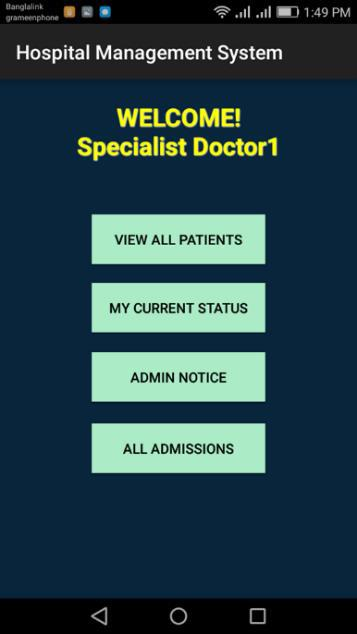 Banglalink
grameenphone
1:49 PM
Hospital Management System
WELCOME!
Specialist Doctor1
VIEW ALL PATIENTS
MY CURRENT STATUS
ADMIN NOTICE
ALL ADMISSIONS